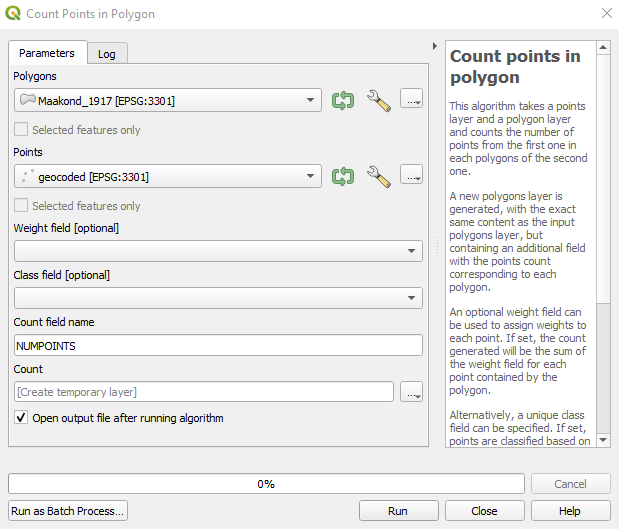 Count Points in Polygon
Parameters
Log
Polygons
Maakond_1917 [EPSG:3301]
...
Selected features only
Points
geocoded [EPSG:3301]
...
Selected features only
Weight field [optional]
Class field [optional]
Count field name
NUMPOINTS
Count
[Create temporary layer]
...
Open output file after running algorithm
Count points in
polygon
This algorithm takes a points
layer and a polygon layer
and counts the number of
points from the first one in
each polygons of the second
one.
A new polygons layer is
generated, with the exact
same content as the input
polygons layer, but
containing an additional field
with the points count
corresponding to each
polygon.
An optional weight field can
be used to assign weights to
each point. If set, the count
generated will be the sum of
the weight field for each
point contained by the
polygon.
Alternatively, a unique class
field can be specified. If set,
points are classified based on
0%
Cancel
Run as Batch Process...
Run
Close
Help